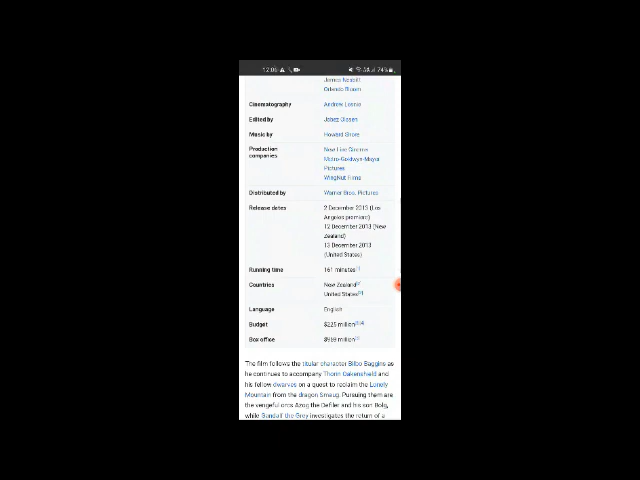 12:06
74%
James Nesbitt
Orlando Bloom
Cinematography Andrew Lesnie
Edited by Jabez Olssen
Music by Howard Shore
Production companies New Line Cinema
Metro-Goldwyn-Mayer
Pictures
WingNut Films
Distributed by Warner Bros. Pictures
Release dates 2 December 2013 (Los
Angeles premiere)
12 December 2013 (New
Zealand)
13 December 2013
(United States)
Running time 161 minutes
Countries New Zealand
United States
Language English
Budget $225 million
Box office million
The film follows the titular character Bilbo Baggins as
he continues to accompany Thorin Oakenshield and
his fellow dwarves on a quest to reclaim the Lonely
Mountain from the dragon Smaug. Pursuing them are
the vengeful orcs Azog the Defiler and his son Bolg,
while Gandalf the Grey investigates the return of a